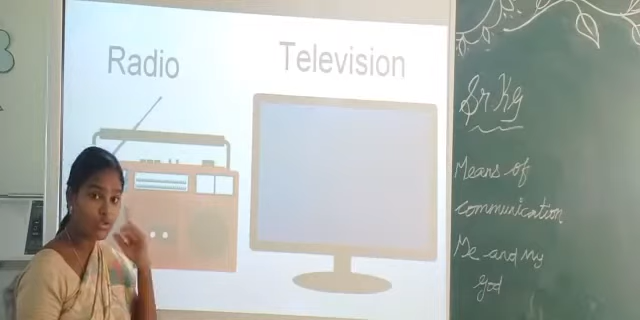 Radio
Television
Sr.Kg
Means of
communication
Me and my
God